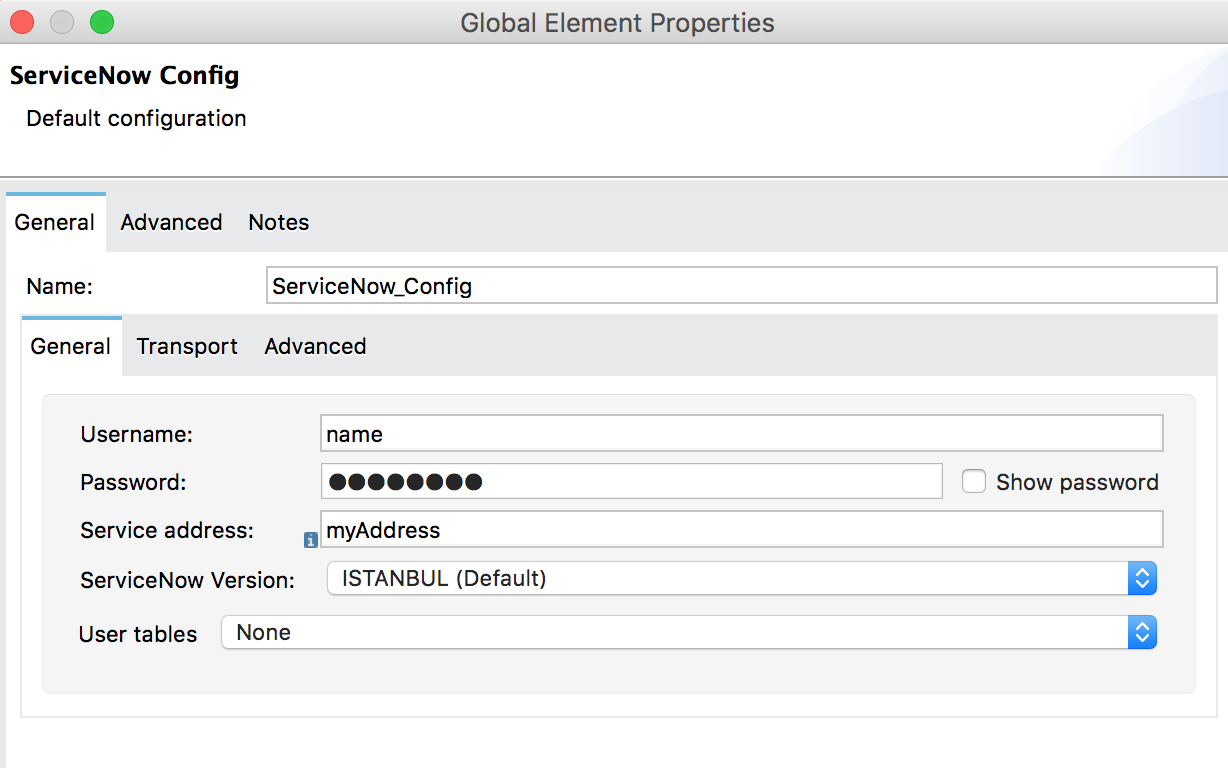 Global Element Properties
ServiceNow Config
Default configuration
General Advanced Notes
Name: ServiceNow_Config
General Transport Advanced
Username: name
Password: ●●●●●●●● Show password
Service address: i myAddress
ServiceNow Version: ISTANBUL (Default)
User tables None